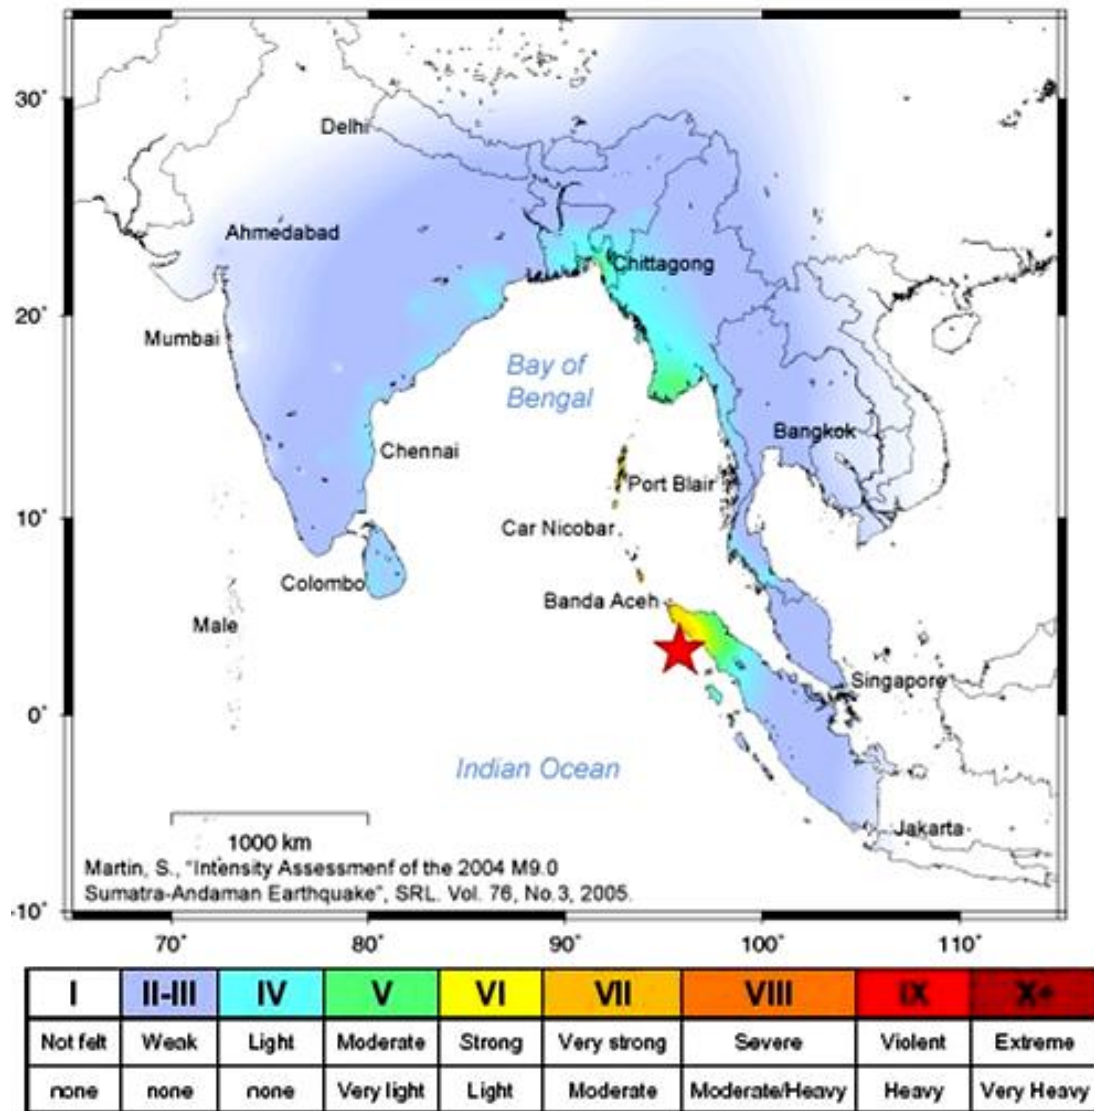 30°
Delhi
Ahmedabad
Chittagong
20°
Mumbai
Bay of
Bengal
Bangkok
Chennai
Port Blair
10°
Car Nicobar
Colombo
Banda Aceh
Male
Singapore
0°
Indian Ocean
1000 km
Jakarta
Martin, S., "Intensity Assessmenf of the 2004 M9.0
Sumatra-Andaman Earthquake", SRL. Vol. 76, No.3, 2005.
-10°
70° 80° 90° 100° 110°
I II-III IV V VI VII VIII IX X+
Not felt Weak Light Moderate Strong Very strong Severe Violent Extreme
none none none Very light Light Moderate Moderate/Heavy Heavy Very Heavy